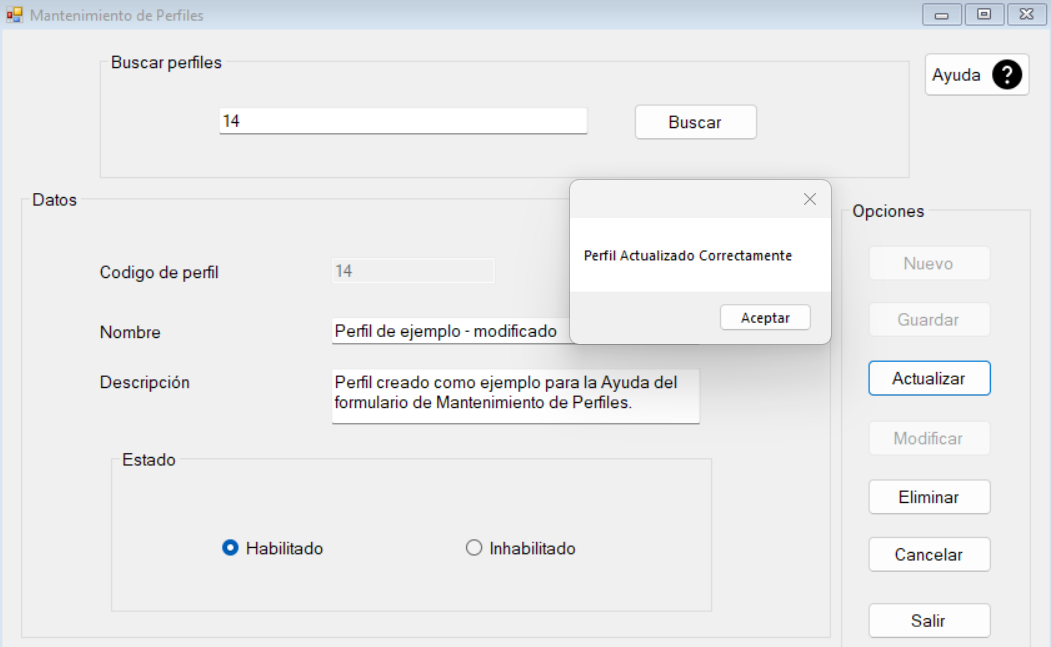 Mantenimiento de Perfiles
Buscar perfiles
Ayuda ?
14
Buscar
Datos
Opciones
Perfil Actualizado Correctamente
Aceptar
Codigo de perfil
14
Nombre
Perfil de ejemplo - modificado
Descripción
Perfil creado como ejemplo para la Ayuda del
formulario de Mantenimiento de Perfiles.
Estado
Habilitado
Inhabilitado
Nuevo
Guardar
Actualizar
Modificar
Eliminar
Cancelar
Salir